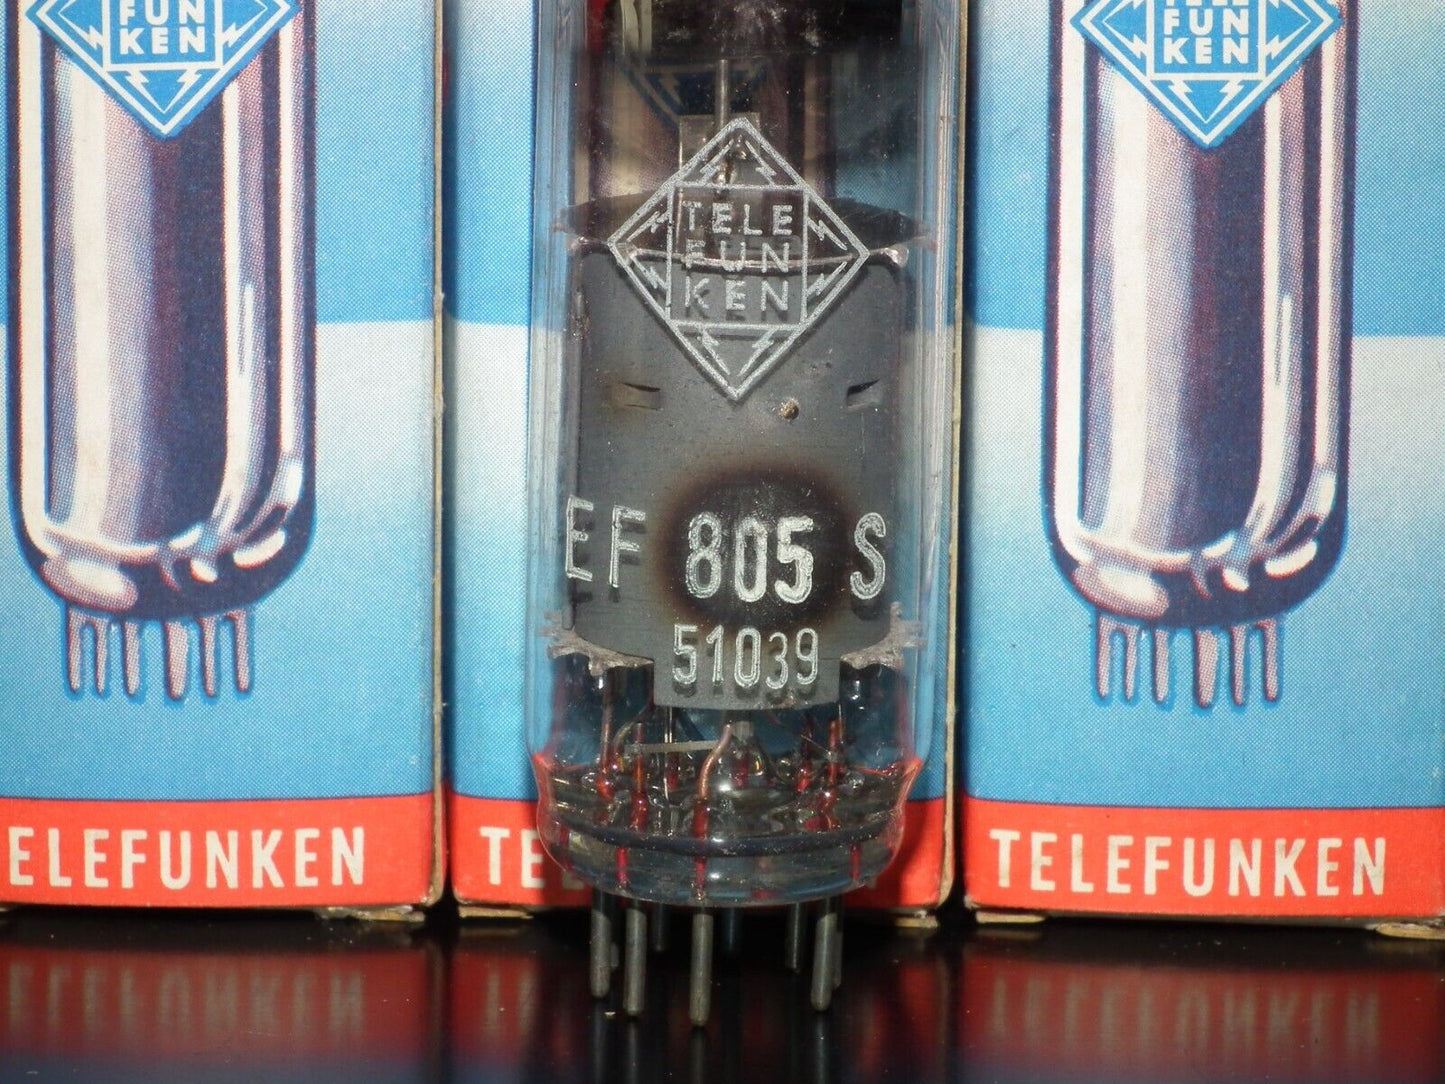 FUN
KEN
TELE
FUN
KEN
FUN
KEN
EF 805 S
51039
ELEFUNKEN
TE
TELEFUNKEN